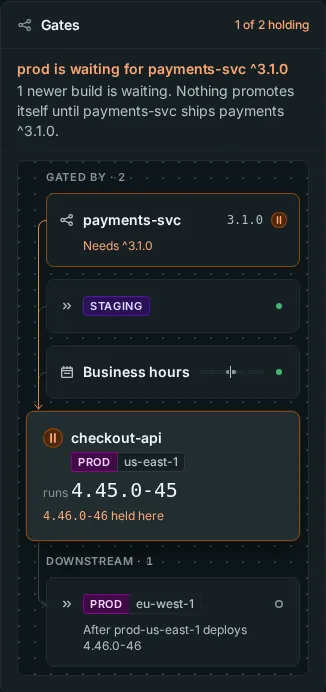 Gates 1 of 2 holding
prod is waiting for payments-svc ^3.1.0
1 newer build is waiting. Nothing promotes
itself until payments-svc ships payments
^3.1.0.
GATED BY · 2
payments-svc 3.1.0
Needs ^3.1.0
STAGING
Business hours
checkout-api
PROD us-east-1
runs 4.45.0-45
4.46.0-46 held here
DOWNSTREAM · 1
PROD eu-west-1
After prod-us-east-1 deploys
4.46.0-46